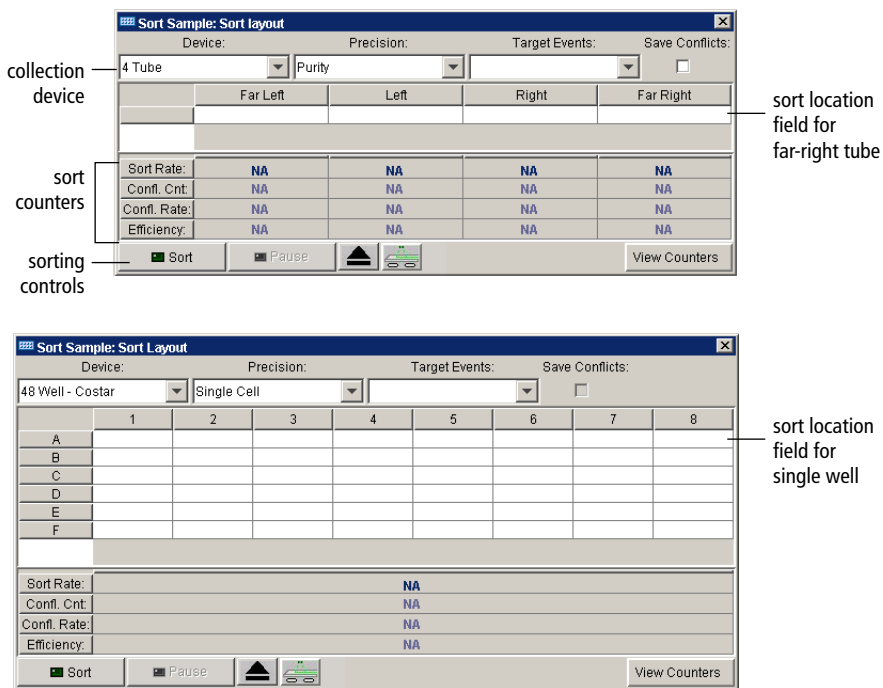 Sort Sample: Sort layout
Device: Precision: Target Events: Save Conflicts:
4 Tube Purity
Far Left Left Right Far Right
Sort Rate: NA NA NA NA
Confl. Cnt: NA NA NA NA
Confl. Rate: NA NA NA NA
Efficiency: NA NA NA NA
Sort Pause View Counters
collection
device
sort
counters
sorting
controls
sort location
field for
far-right tube
Sort Sample: Sort Layout
Device: Precision: Target Events: Save Conflicts:
48 Well - Costar Single Cell
1 2 3 4 5 6 7 8
A
B
C
D
E
F
Sort Rate: NA
Confl. Cnt: NA
Confl. Rate: NA
Efficiency: NA
Sort Pause View Counters
sort location
field for
single well